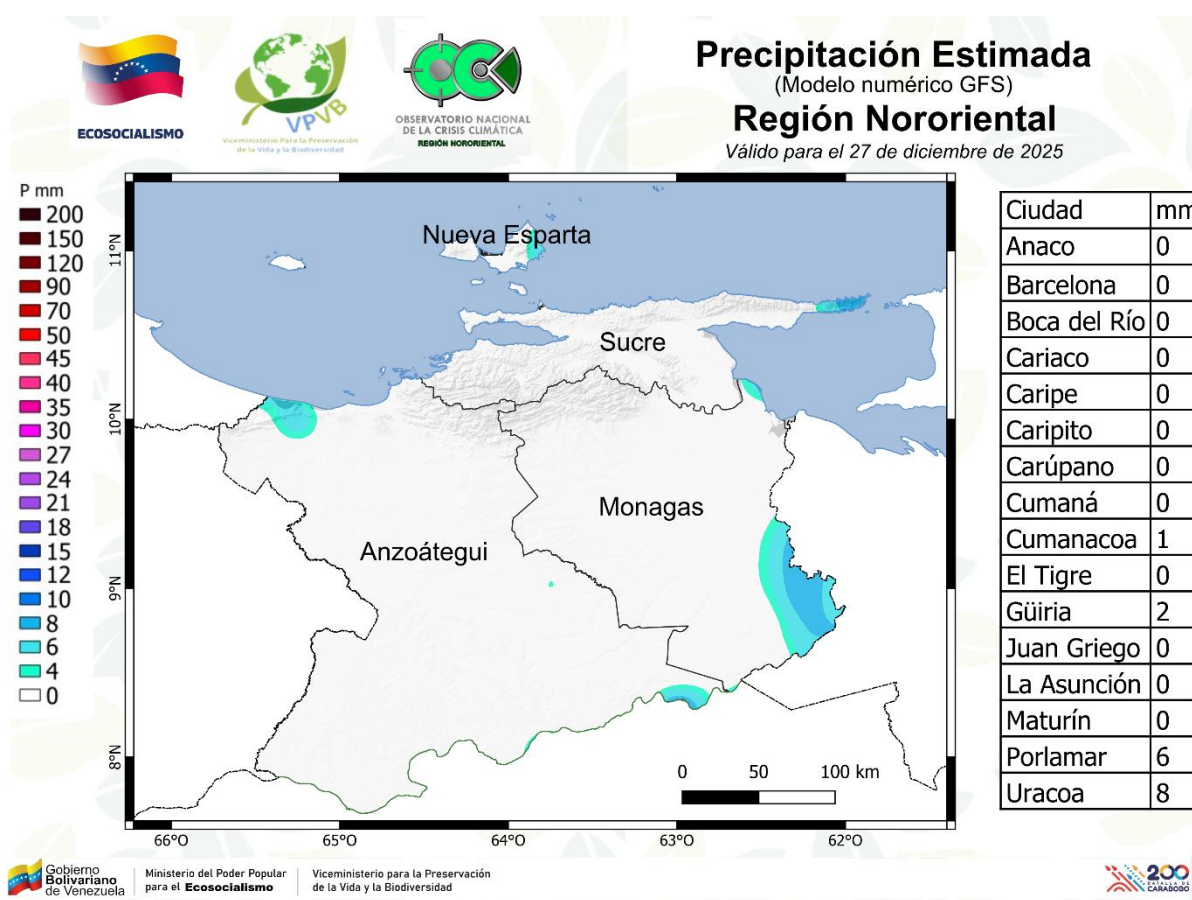 ECOSOCIALISMO
VPVB
Viceministerio Para la Preservación
de la Vida y la Biodiversidad
OBSERVATORIO NACIONAL
DE LA CRISIS CLIMÁTICA
REGIÓN NORORIENTAL
Precipitación Estimada
(Modelo numérico GFS)
Región Nororiental
Válido para el 27 de diciembre de 2025
P mm
200
150
120
90
70
50
45
40
35
30
27
24
21
18
15
12
10
8
6
4
0
11°N
10°N
9°N
8°N
Nueva Esparta
Sucre
Monagas
Anzoátegui
0 50 100 km
66°O 65°O 64°O 63°O 62°O
Ciudad mm
Anaco 0
Barcelona 0
Boca del Río 0
Cariaco 0
Caripe 0
Caripito 0
Carúpano 0
Cumaná 0
Cumanacoa 1
El Tigre 0
Güiria 2
Juan Griego 0
La Asunción 0
Maturín 0
Porlamar 6
Uracoa 8
Gobierno
Bolivariano
de Venezuela
Ministerio del Poder Popular
para el Ecosocialismo
Viceministerio para la Preservación
de la Vida y la Biodiversidad
200
BATALLA DE
CARABOBO